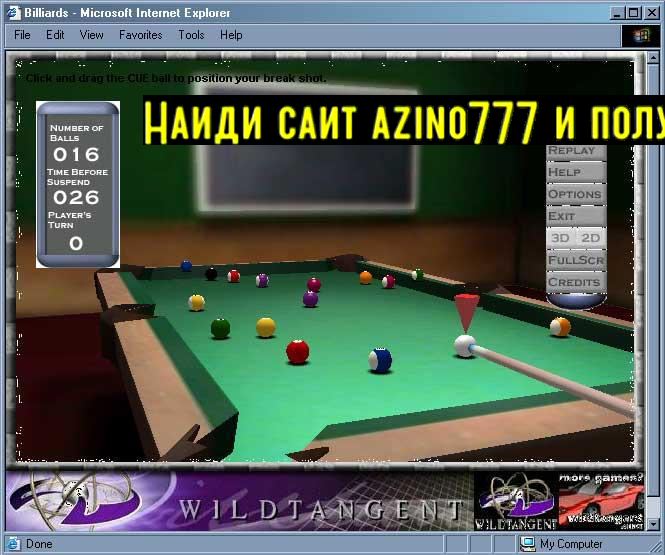 Billiards - Microsoft Internet Explorer
File Edit View Favorites Tools Help
Click and drag the CUE ball to position your break shot.
Наиди саит azino777 и полу
Number of
Balls
016
Time Before
Suspend
026
Player's
Turn
0
Replay
Help
Options
Exit
3D 2D
FullScr
Credits
WILDTANGENT
WILDTANGENT
more games?
wildtangent
Done
My Computer